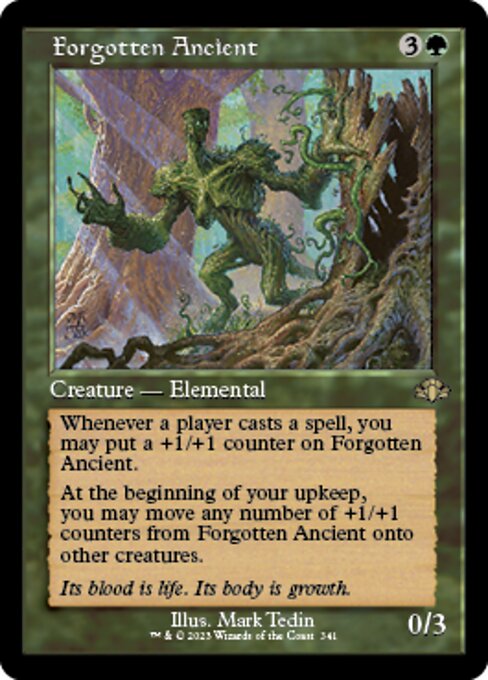 Forgotten Ancient 3
Creature — Elemental
Whenever a player casts a spell, you
may put a +1/+1 counter on Forgotten
Ancient.
At the beginning of your upkeep,
you may move any number of +1/+1
counters from Forgotten Ancient onto
other creatures.
Its blood is life. Its body is growth.
Illus. Mark Tedin
0/3
™ & © 2023 Wizards of the Coast 341